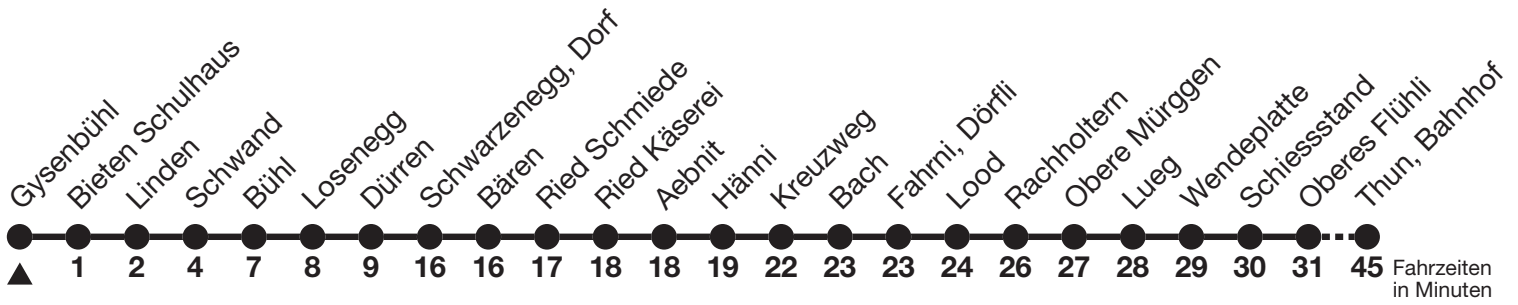 Gysenbühl
Bieten Schulhaus
Linden
Schwand
Bühl
Losenegg
Dürren
Schwarzenegg, Dorf
Bären
Ried Schmiede
Ried Käserei
Aebnit
Hänni
Kreuzweg
Bach
Fahrni, Dörfli
Lood
Rachholtern
Obere Mürggen
Lueg
Wendeplatte
Schiessstand
Oberes Flühli
Thun, Bahnhof
1 2 4 7 8 9 16 16 17 18 18 19 22 23 23 24 26 27 28 29 30 31 45 Fahrzeiten
in Minuten